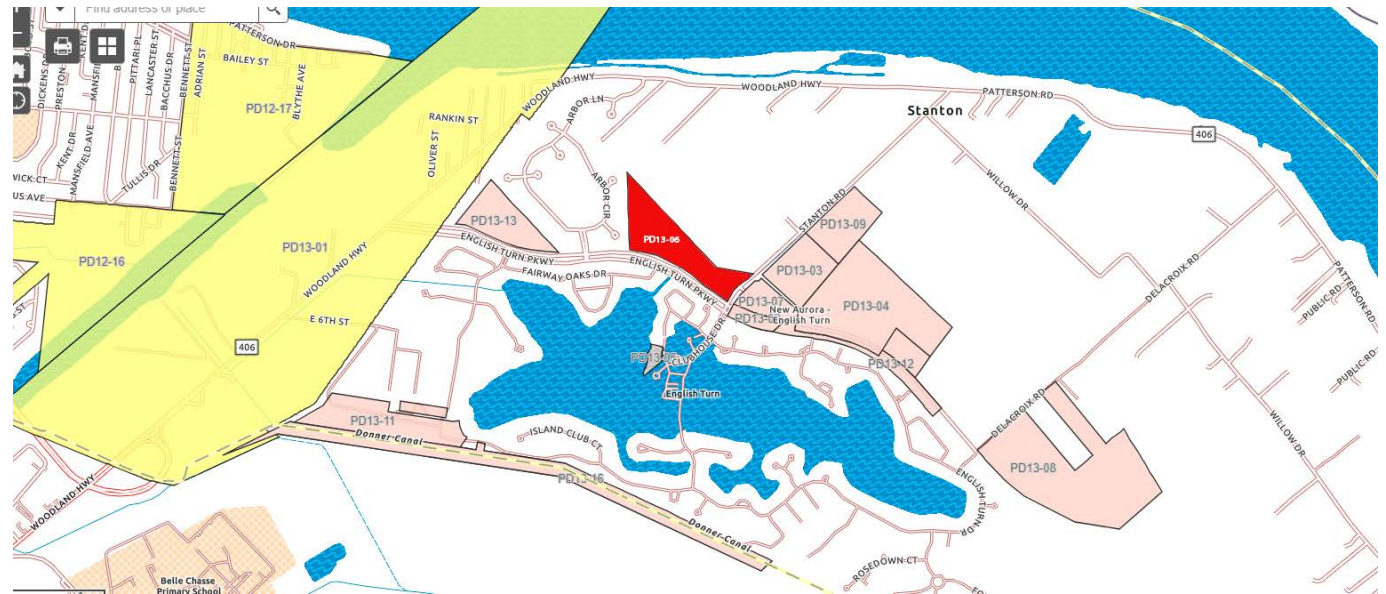 Find address or place
PATTERSON-DR
BAILEY ST
DICKENS-DR
PRESTON
KENT-DR
MANSFIELD-AVE
PITTARI-PL
LANCASTER-ST
BACCHUS-DR
BENNETT-ST
ADRIAN ST
BLYTHE AVE
PD12-17
WOODLAND-HWY
WOODLAND HWY
PATTERSON-RD
Stanton
406
ARBOR-LN
RANKIN ST
OLIVER ST
KENT-DR
MANSFIELD-AVE
TULLIS-DR
BENNETT-ST
WICK CT
US AVE
ARBOR-CIR
WILLOW-DR
PD13-06
PD13-13
STANTON-RD
PD13-09
PD12-16
PD13-01
WOODLAND HWY
ENGLISH-TURN-PKWY
FAIRWAY OAKS-DR
ENGLISH-TURN-PKWY
PD13-03
DELACROIX-RD
PATTERSON-RD
PUBLIC-RD
PD13-07
PD13-04
New Aurora -
English Turn
E 6TH ST
406
CLUBHOUSE-DR
PD13-12
PUBLIC-RD
English Turn
PD13-11
Donner-Canal
ISLAND-CLUB-CT
DELACROIX-RD
WILLOW-DR
PD13-08
ENGLISH-TURN-DR
PD13-16
WOODLAND-HWY
Donner-Canal
ROSEDOWN-CT
Belle Chasse
Primary School